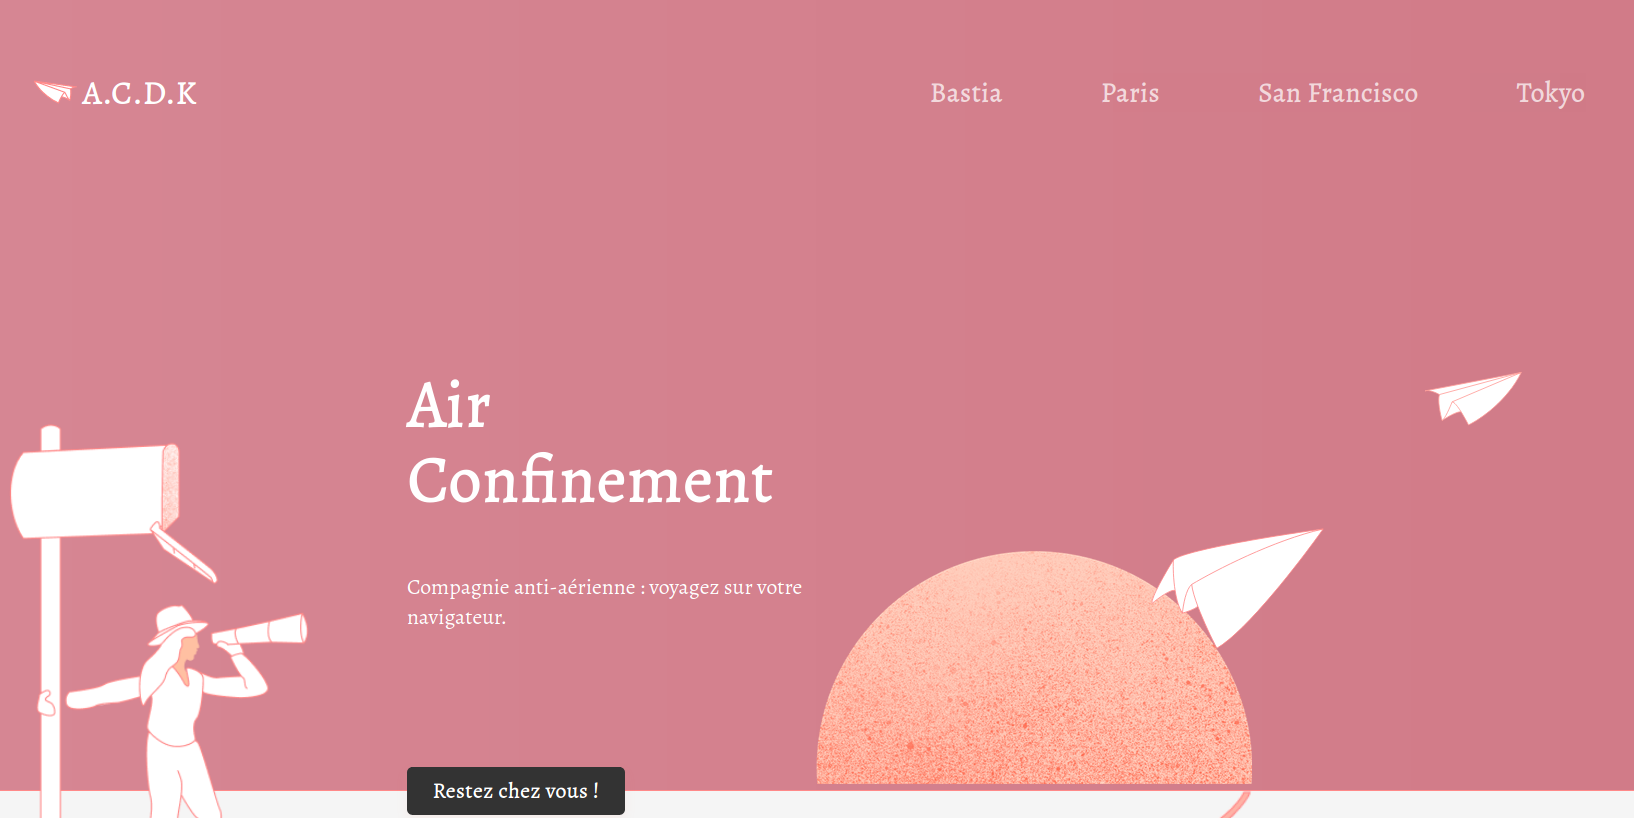 A.C.D.K
Bastia
Paris
San Francisco
Tokyo
Air
Confinement
Compagnie anti-aérienne : voyagez sur votre
navigateur.
Restez chez vous !